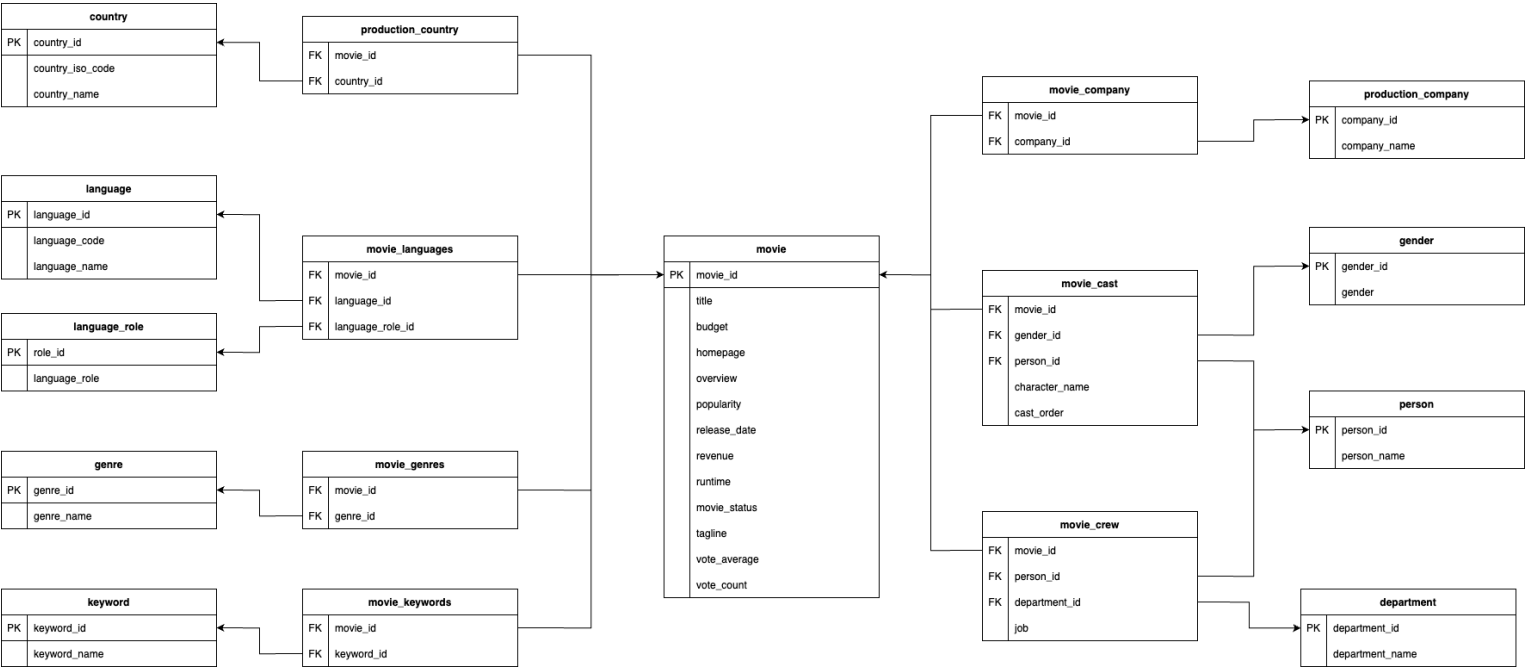 country
PK country_id
country_iso_code
country_name
production_country
FK movie_id
FK country_id
language
PK language_id
language_code
language_name
movie_languages
FK movie_id
FK language_id
FK language_role_id
language_role
PK role_id
language_role
genre
PK genre_id
genre_name
movie_genres
FK movie_id
FK genre_id
keyword
PK keyword_id
keyword_name
movie_keywords
FK movie_id
FK keyword_id
movie
PK movie_id
title
budget
homepage
overview
popularity
release_date
revenue
runtime
movie_status
tagline
vote_average
vote_count
movie_company
FK movie_id
FK company_id
production_company
PK company_id
company_name
movie_cast
FK movie_id
FK gender_id
FK person_id
character_name
cast_order
gender
PK gender_id
gender
person
PK person_id
person_name
movie_crew
FK movie_id
FK person_id
FK department_id
job
department
PK department_id
department_name